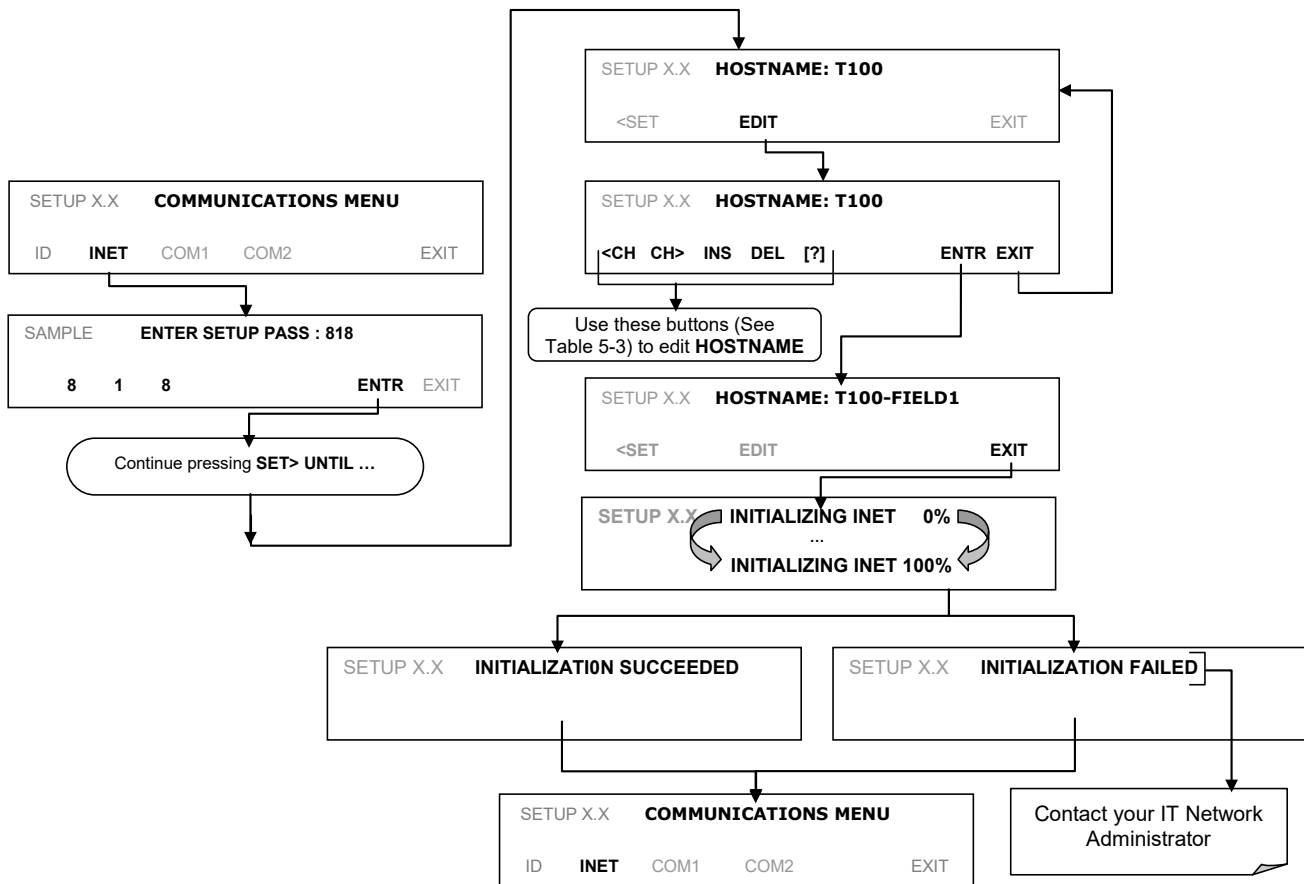 SETUP X.X COMMUNICATIONS MENU
ID INET COM1 COM2 EXIT
SAMPLE ENTER SETUP PASS : 818
8 1 8 ENTR EXIT
Continue pressing SET> UNTIL ...
SETUP X.X HOSTNAME: T100
<SET EDIT EXIT
SETUP X.X HOSTNAME: T100
<CH CH> INS DEL [?] ENTR EXIT
Use these buttons (See
Table 5-3) to edit HOSTNAME
SETUP X.X HOSTNAME: T100-FIELD1
<SET EDIT EXIT
SETUP X.X INITIALIZING INET 0%
...
INITIALIZING INET 100%
SETUP X.X INITIALIZATI0N SUCCEEDED
SETUP X.X INITIALIZATION FAILED
SETUP X.X COMMUNICATIONS MENU
ID INET COM1 COM2 EXIT
Contact your IT Network
Administrator